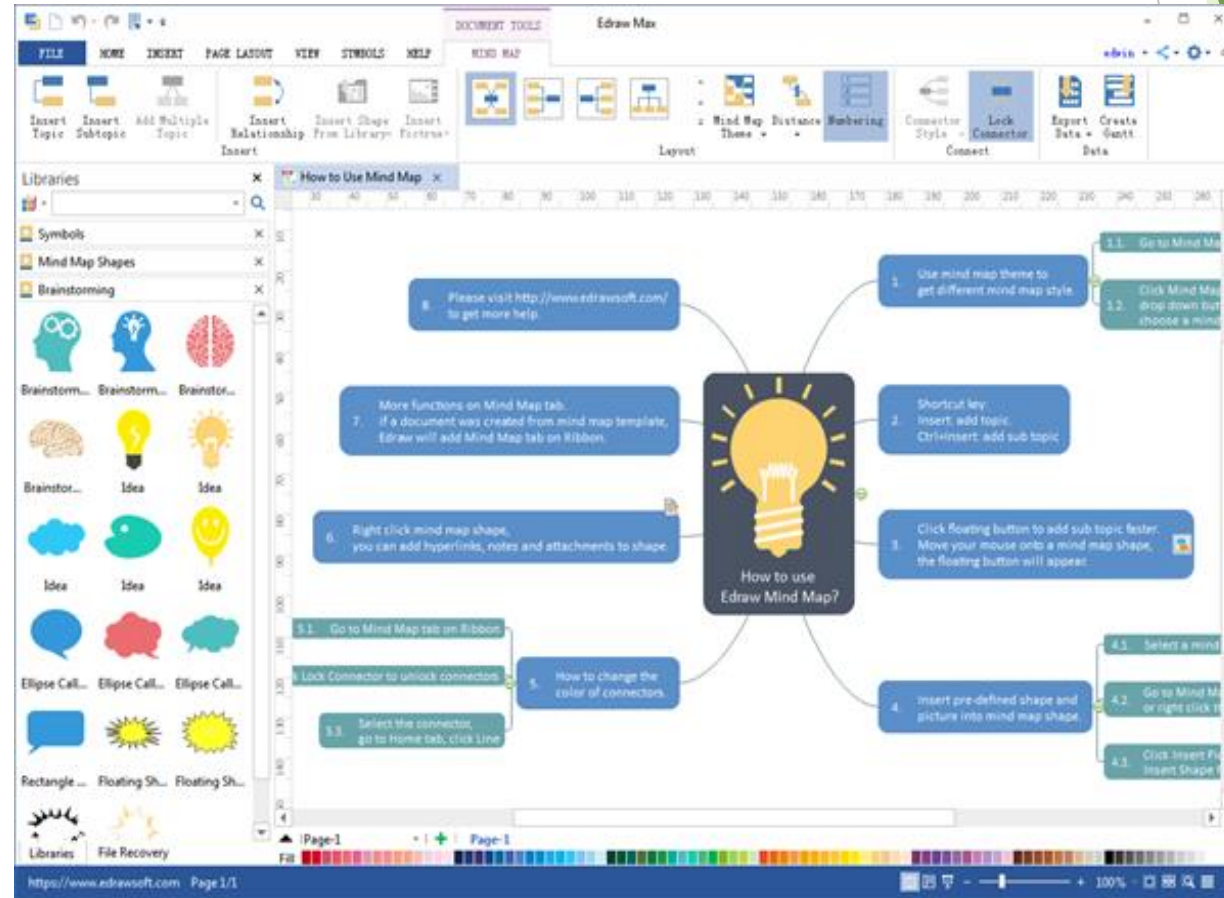 DOCUMENT TOOLS
Edraw Max
FILE HOME INSERT PAGE LAYOUT VIEW SYMBOLS HELP MIND MAP
edwin
Insert Topic
Insert Subtopic
Add Multiple Topic
Insert Relationship
Insert Shape From Library
Insert Picture
Mind Map Theme
Distance
Numbering
Connector Style
Lock Connector
Export Data
Create Gantt
Insert
Layout
Connect
Data
Libraries
How to Use Mind Map
Symbols
Mind Map Shapes
Brainstorming
Brainstorm... Brainstorm... Brainstor...
Brainstor... Idea Idea
Idea Idea Idea
Ellipse Call... Ellipse Call... Ellipse Call...
Rectangle ... Floating Sh... Floating Sh...
Libraries File Recovery
How to use
Edraw Mind Map?
1. Use mind map theme to
get different mind map style.
1.1. Go to Mind Ma
1.2. Click Mind Map
drop down but
choose a mind
2. Shortcut key:
Insert: add topic.
Ctrl+Insert: add sub topic
3. Click floating button to add sub topic faster.
Move your mouse onto a mind map shape,
the floating button will appear.
4. Insert pre-defined shape and
picture into mind map shape.
4.1. Select a mind
4.2. Go to Mind M
or right click t
4.3. Click Insert Pi
Insert Shape
5. How to change the
color of connectors.
5.1. Go to Mind Map tab on Ribbon
Lock Connector to unlock connectors
5.3. Select the connector,
go to Home tab, click Line
6. Right click mind map shape,
you can add hyperlinks, notes and attachments to shape.
7. More functions on Mind Map tab.
If a document was created from mind map template,
Edraw will add Mind Map tab on Ribbon.
8. Please visit http://www.edrawsoft.com/
to get more help.
Page-1
Page-1
Fill
https://www.edrawsoft.com Page 1/1
100%